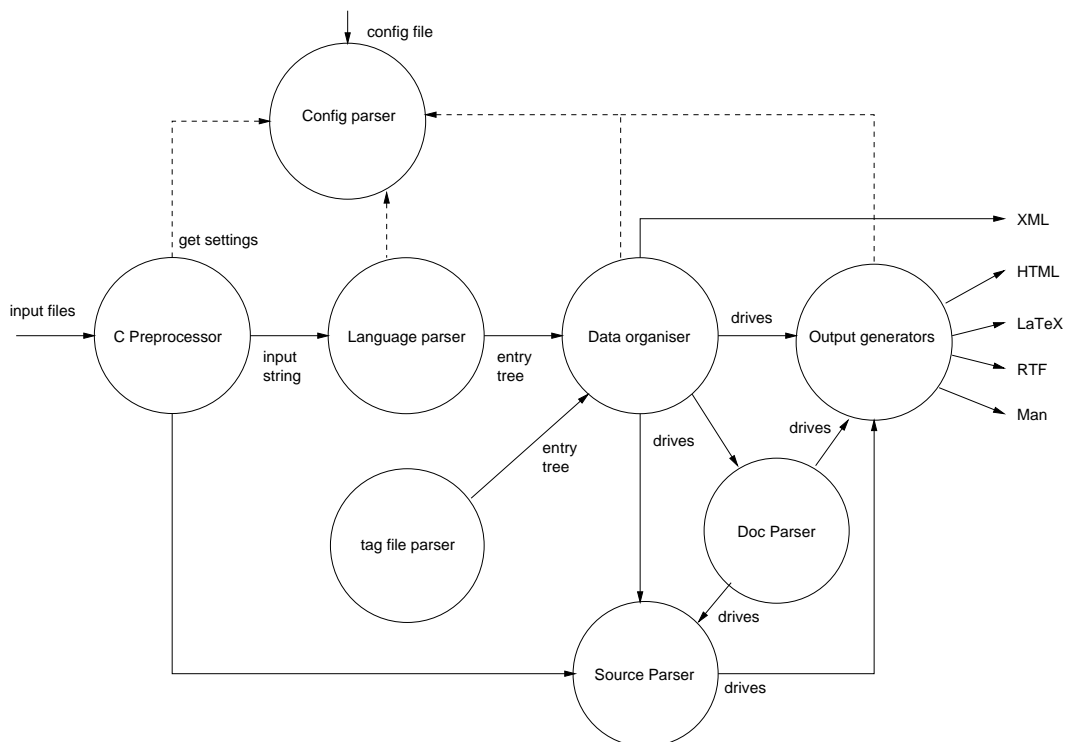 config file
Config parser
get settings
XML
HTML
input files
C Preprocessor
Language parser
Data organiser
drives
Output generators
LaTeX
input
string
entry
tree
RTF
Man
drives
drives
entry
tree
tag file parser
Doc Parser
drives
Source Parser
drives